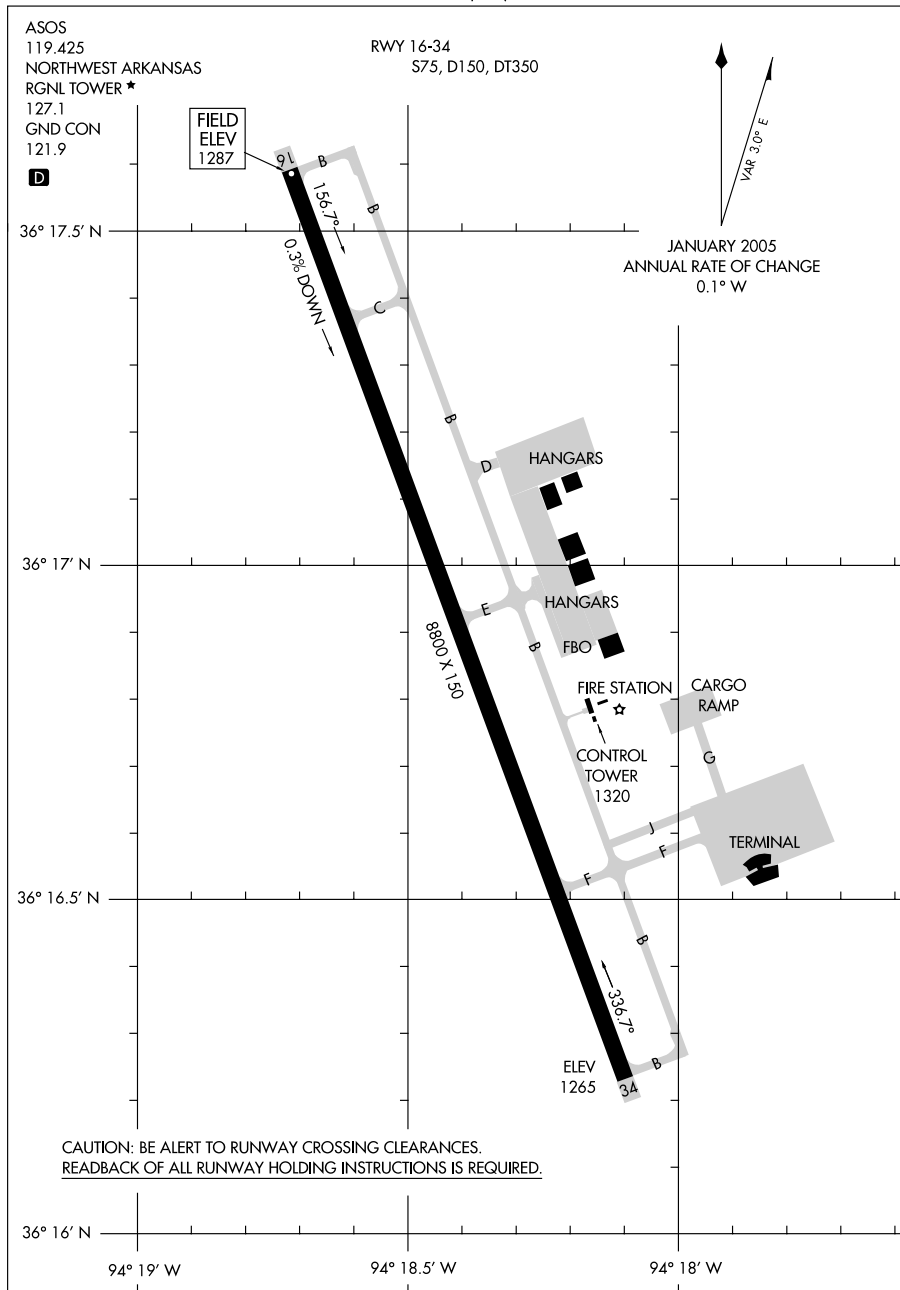 ASOS
119.425
NORTHWEST ARKANSAS
RGNL TOWER ★
127.1
GND CON
121.9
D
RWY 16-34
S75, D150, DT350
FIELD
ELEV
1287
VAR 3.0° E
JANUARY 2005
ANNUAL RATE OF CHANGE
0.1° W
16
B
B
156.7°
36° 17.5' N
0.3% DOWN
C
B
D
HANGARS
36° 17' N
E
HANGARS
8800 X 150
B
FBO
FIRE STATION
CARGO
RAMP
CONTROL
TOWER
1320
G
J
F
TERMINAL
F
36° 16.5' N
B
336.7°
ELEV
1265
B
34
CAUTION: BE ALERT TO RUNWAY CROSSING CLEARANCES.
READBACK OF ALL RUNWAY HOLDING INSTRUCTIONS IS REQUIRED.
36° 16' N
94° 19' W
94° 18.5' W
94° 18' W